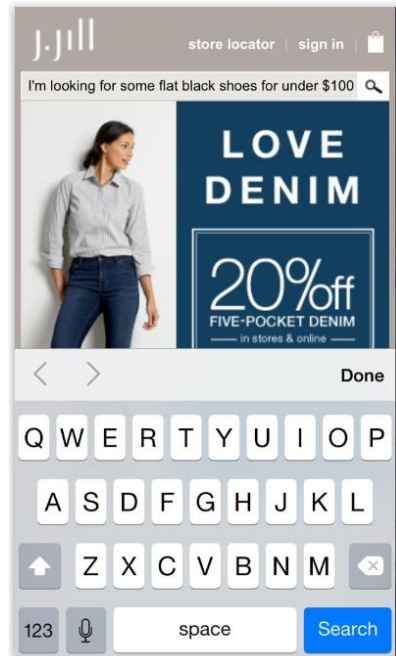 J.Jill
store locator | sign in
I'm looking for some flat black shoes for under $100
LOVE
DENIM
20%off
FIVE-POCKET DENIM
in stores & online
Done
Q W E R T Y U I O P
A S D F G H J K L
Z X C V B N M
123 space Search